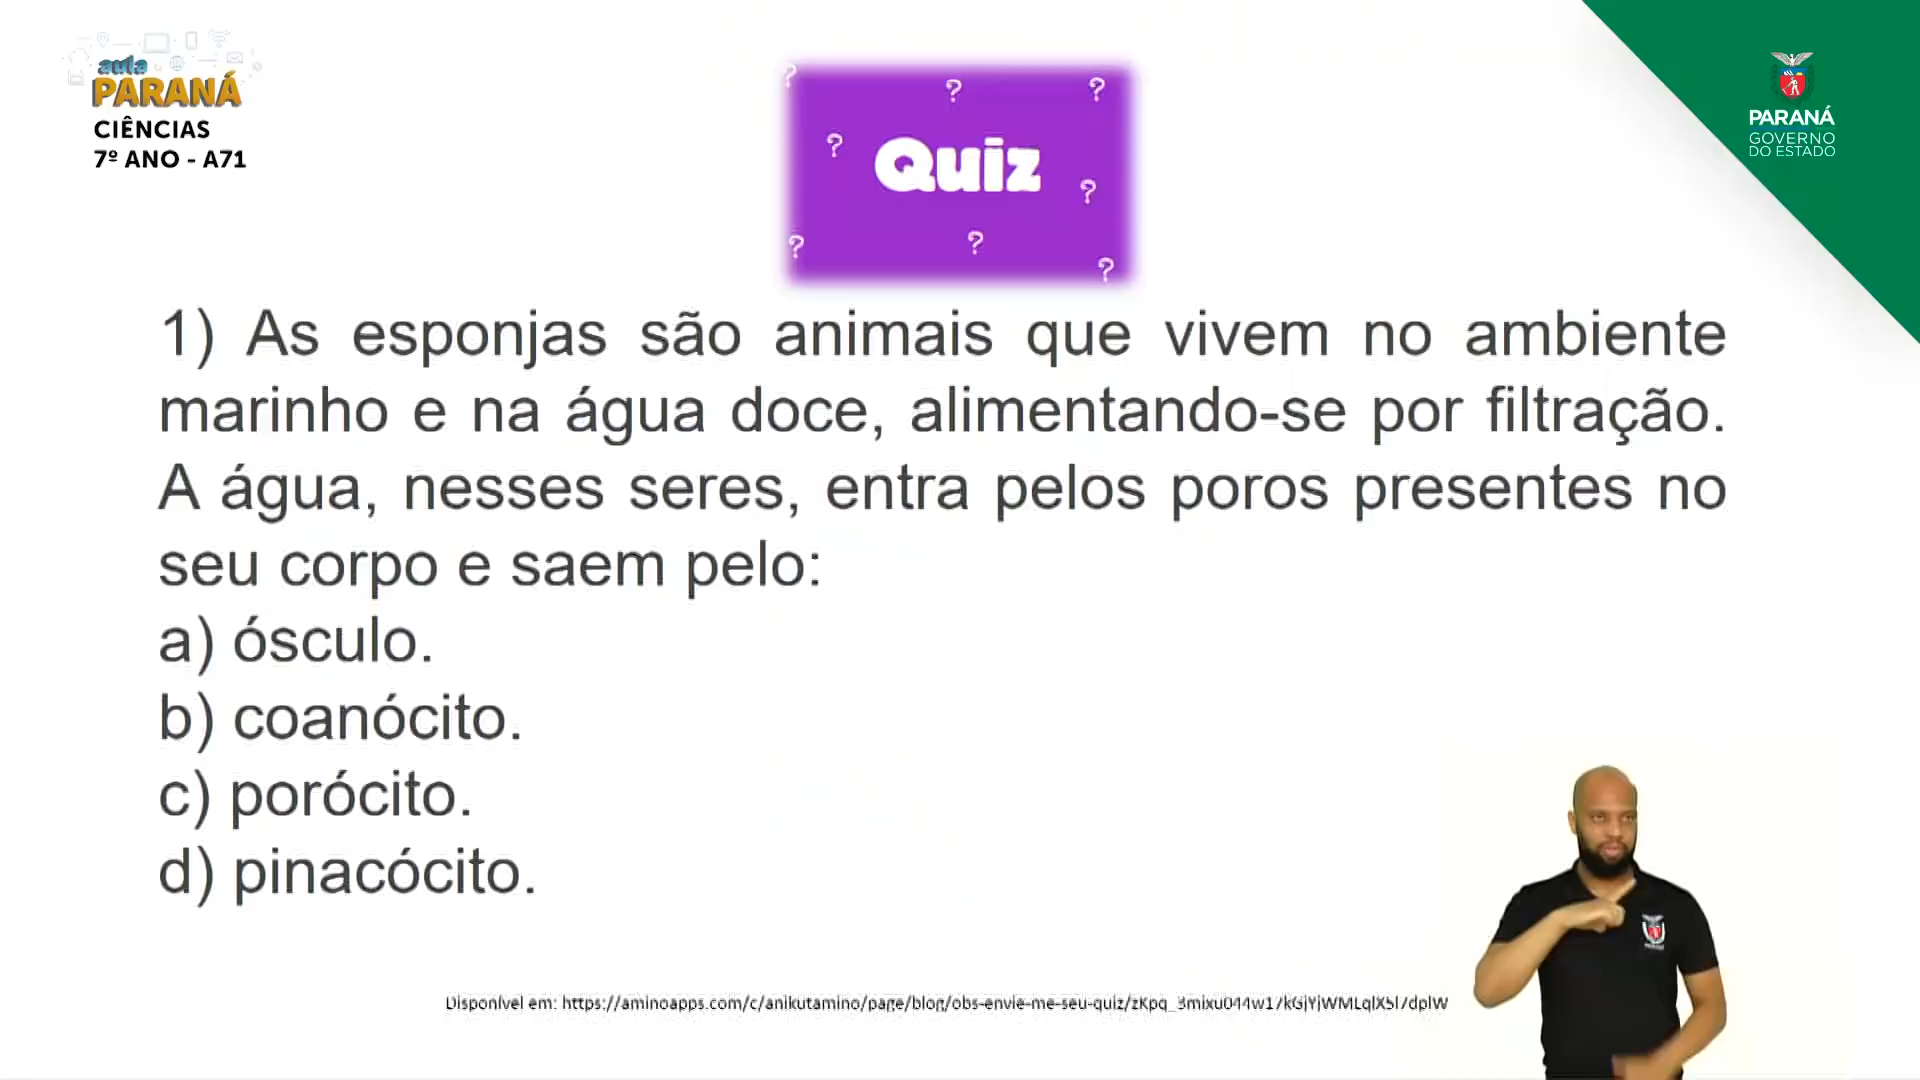 aula
PARANÁ
CIÊNCIAS
7º ANO - A71
Quiz
PARANÁ
GOVERNO
DO ESTADO
1) As esponjas são animais que vivem no ambiente
marinho e na água doce, alimentando-se por filtração.
A água, nesses seres, entra pelos poros presentes no
seu corpo e saem pelo:
a) ósculo.
b) coanócito.
c) porócito.
d) pinacócito.
Disponível em: